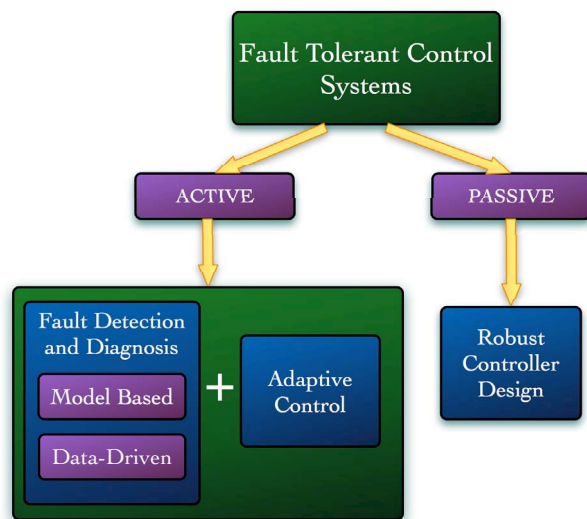 Fault Tolerant Control
Systems
ACTIVE
PASSIVE
Fault Detection
and Diagnosis
Model Based
Data-Driven
+
Adaptive
Control
Robust
Controller
Design